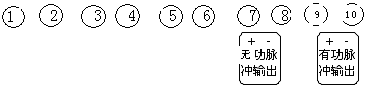 ① ② ③ ④ ⑤ ⑥ ⑦ ⑧ ⑨ ⑩
+ -
无功脉
冲输出
+ -
有功脉
冲输出